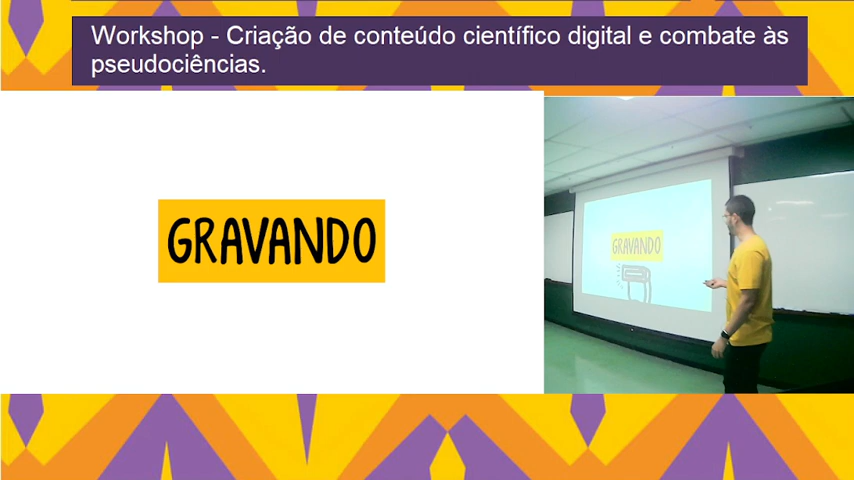 Workshop - Criação de conteúdo científico digital e combate às
pseudociências.
GRAVANDO
GRAVANDO